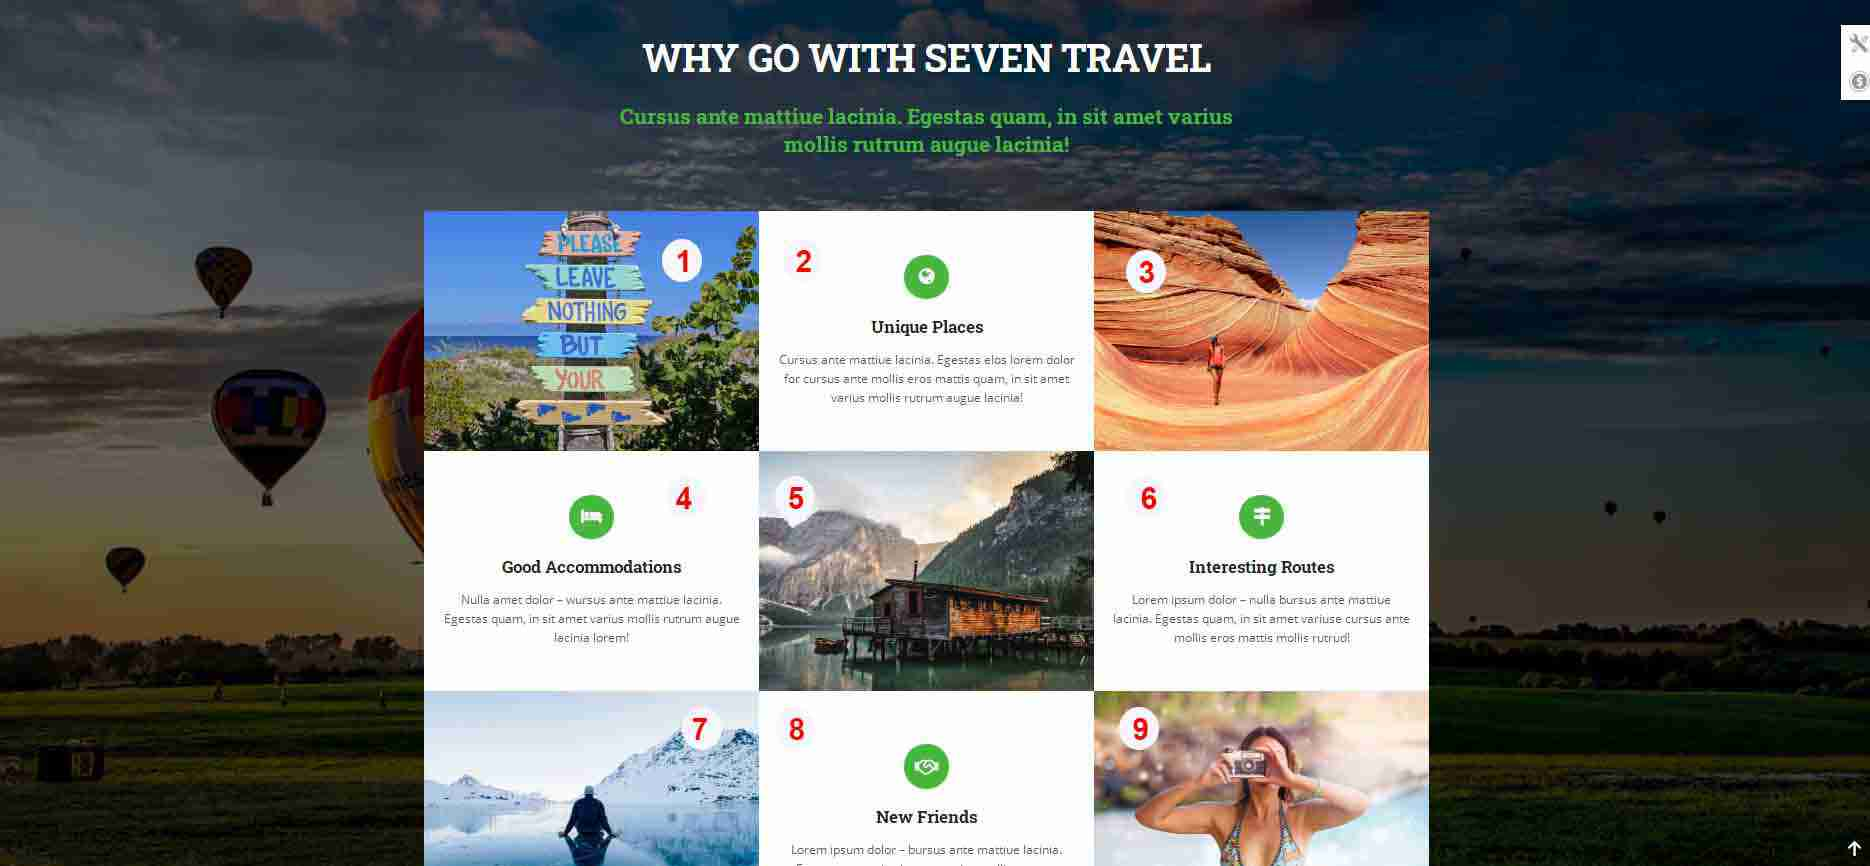 WHY GO WITH SEVEN TRAVEL
Cursus ante mattiue lacinia. Egestas quam, in sit amet varius
mollis rutrum augue lacinia!
PLEASE
LEAVE
NOTHING
BUT
YOUR
1
2
Unique Places
Cursus ante mattiue lacinia. Egestas elos lorem dolor
for cursus ante mollis eros mattis quam, in sit amet
varius mollis rutrum augue lacinia!
3
4
Good Accommodations
Nulla amet dolor – wursus ante mattiue lacinia.
Egestas quam, in sit amet varius mollis rutrum augue
lacinia lorem!
5
6
Interesting Routes
Lorem ipsum dolor – nulla bursus ante mattiue
lacinia. Egestas quam, in sit amet variuse cursus ante
mollis eros mattis mollis rutrud!
7
8
New Friends
Lorem ipsum dolor – bursus ante mattiue lacinia.
9